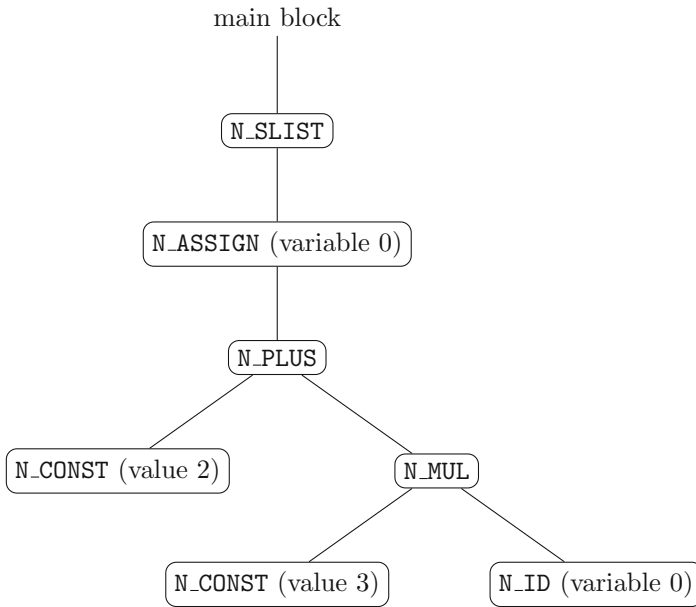 main block
N_SLIST
N_ASSIGN (variable 0)
N_PLUS
N_CONST (value 2)
N_MUL
N_CONST (value 3)
N_ID (variable 0)